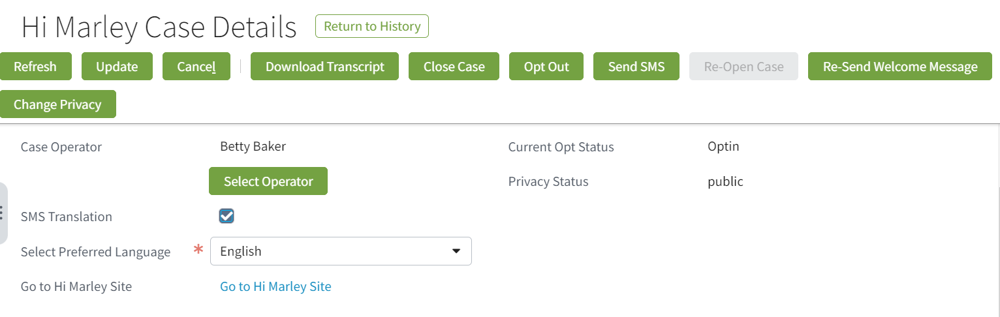 Hi Marley Case Details Return to History
Refresh Update Cancel Download Transcript Close Case Opt Out Send SMS Re-Open Case Re-Send Welcome Message
Change Privacy
Case Operator Betty Baker Current Opt Status Optin
Select Operator Privacy Status public
SMS Translation
Select Preferred Language * English
Go to Hi Marley Site Go to Hi Marley Site